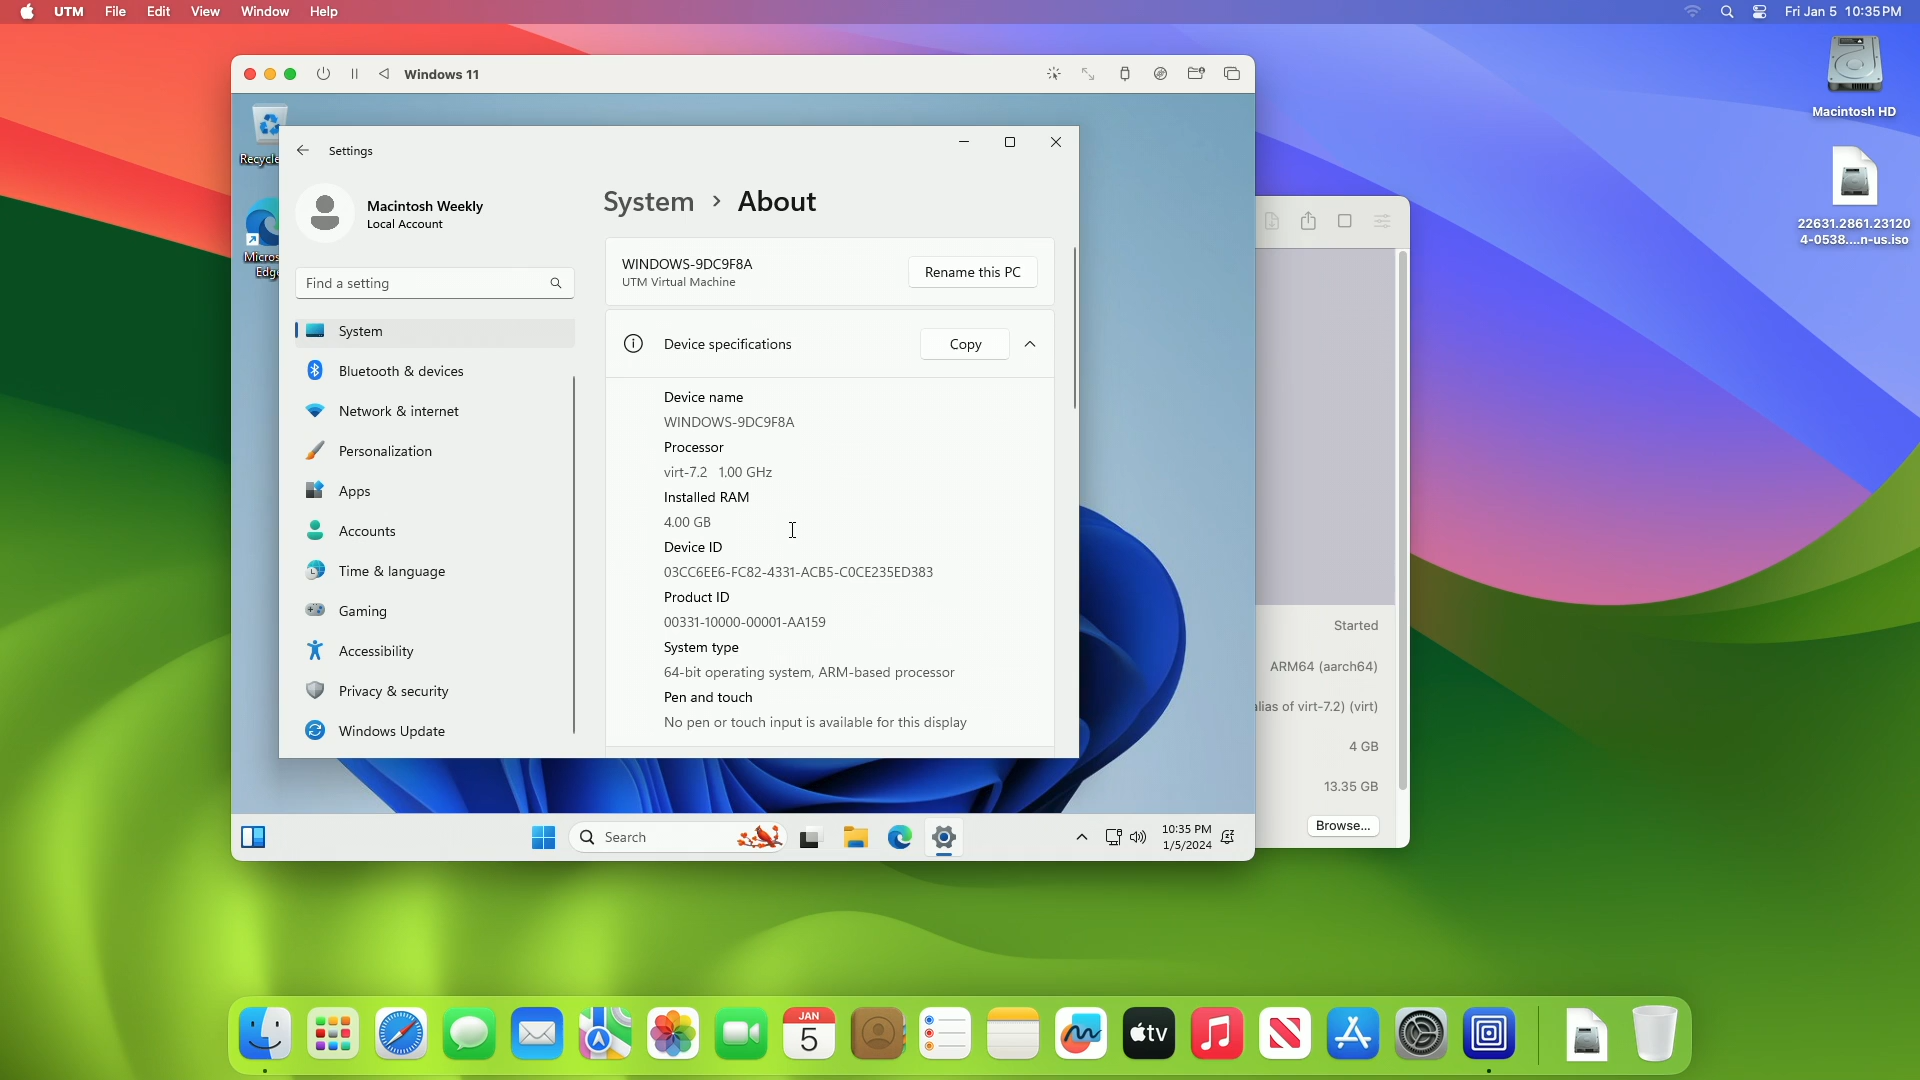 UTM File Edit View Window Help
Fri Jan 5 10:35 PM
Windows 11
Macintosh HD
22631.2861.23120
4-0538....n-us.iso
Recycle
Micros
Edge
Settings
Macintosh Weekly
Local Account
Find a setting
System
Bluetooth & devices
Network & internet
Personalization
Apps
Accounts
Time & language
Gaming
Accessibility
Privacy & security
Windows Update
System > About
WINDOWS-9DC9F8A
UTM Virtual Machine
Rename this PC
Device specifications
Copy
Device name
WINDOWS-9DC9F8A
Processor
virt-7.2 1.00 GHz
Installed RAM
4.00 GB
Device ID
03CC6EE6-FC82-4331-ACB5-C0CE235ED383
Product ID
00331-10000-00001-AA159
System type
64-bit operating system, ARM-based processor
Pen and touch
No pen or touch input is available for this display
Started
ARM64 (aarch64)
alias of virt-7.2) (virt)
4 GB
13.35 GB
Browse...
Search
10:35 PM
1/5/2024
JAN
5
tv